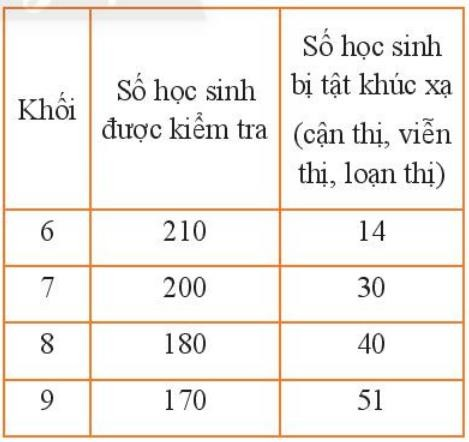 Khối
Số học sinh
được kiểm tra
Số học sinh
bị tật khúc xạ
(cận thị, viễn
thị, loạn thị)
6 210 14
7 200 30
8 180 40
9 170 51